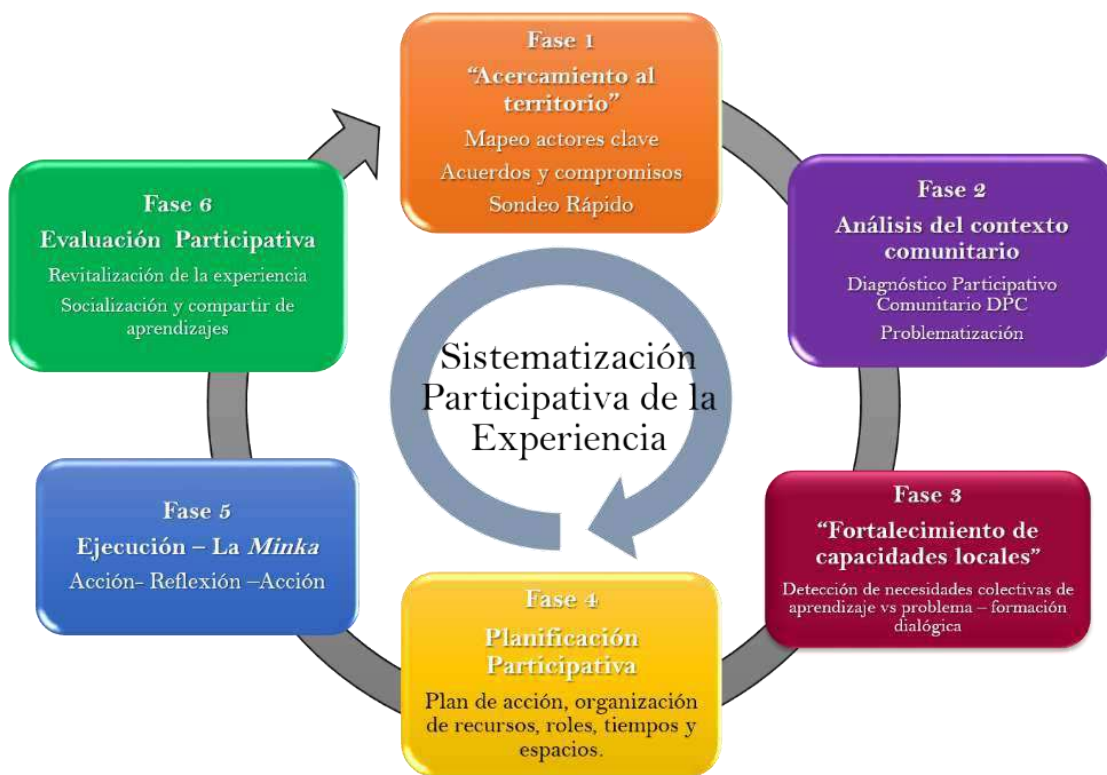 Fase 1
“Acercamiento al
territorio”
Mapeo actores clave
Acuerdos y compromisos
Sondeo Rápido
Fase 2
Análisis del contexto
comunitario
Diagnóstico Participativo
Comunitario DPC
Problematización
Fase 3
“Fortalecimiento de
capacidades locales”
Detección de necesidades colectivas de
aprendizaje vs problema – formación
dialógica
Fase 4
Planificación
Participativa
Plan de acción, organización
de recursos, roles, tiempos y
espacios.
Fase 5
Ejecución – La Minka
Acción- Reflexión –Acción
Fase 6
Evaluación Participativa
Revitalización de la experiencia
Socialización y compartir de
aprendizajes
Sistematización
Participativa de la
Experiencia